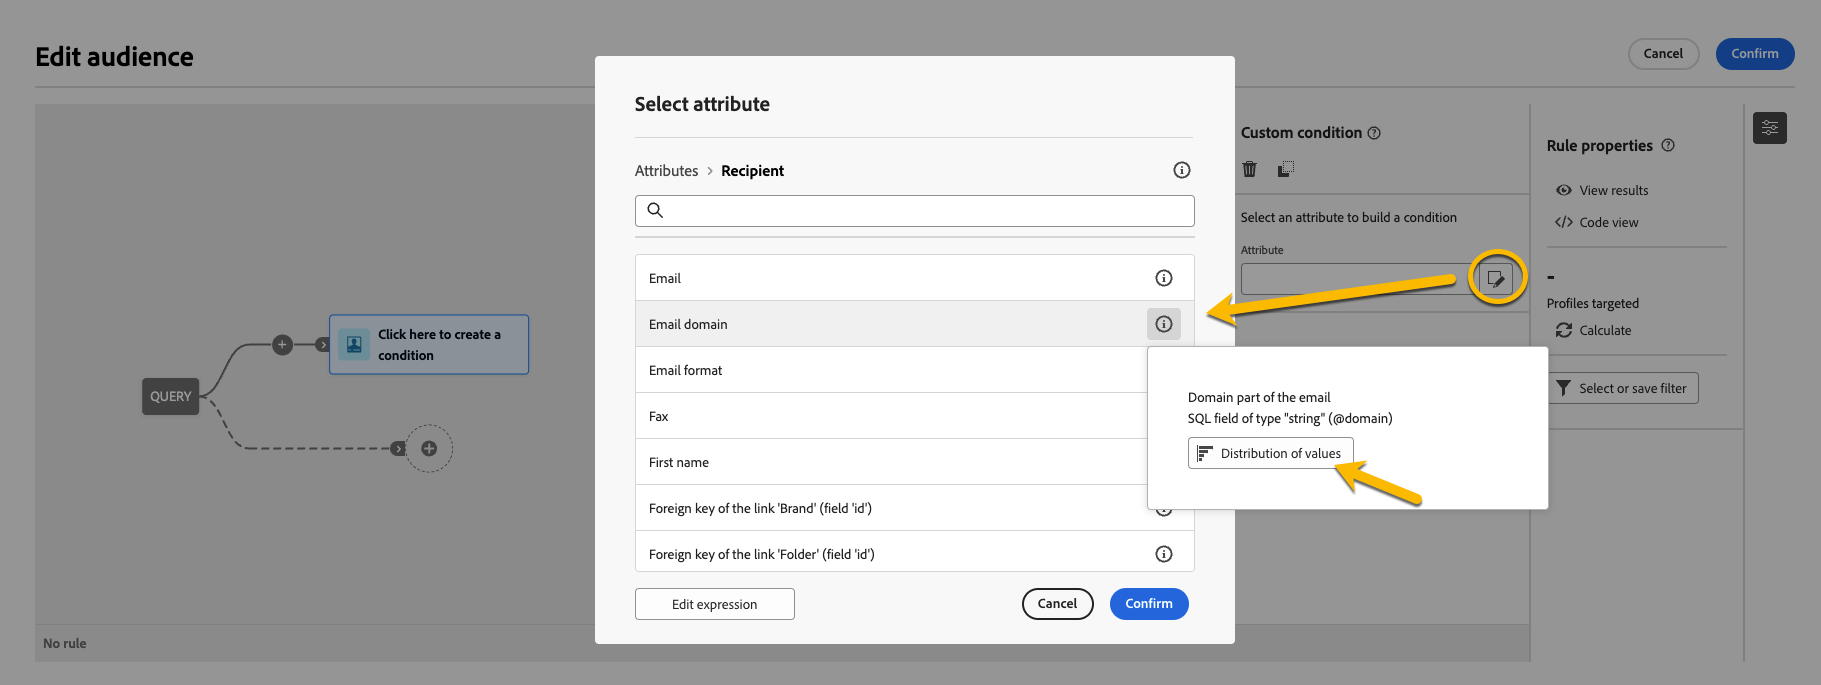 Edit audience
Cancel
Confirm
Select attribute
Attributes > Recipient
Email
Email domain
Email format
Fax
First name
Foreign key of the link 'Brand' (field 'id')
Foreign key of the link 'Folder' (field 'id')
Edit expression
Cancel
Confirm
Domain part of the email
SQL field of type "string" (@domain)
Distribution of values
QUERY
Click here to create a
condition
No rule
Custom condition
Select an attribute to build a condition
Attribute
Rule properties
View results
Code view
-
Profiles targeted
Calculate
Select or save filter